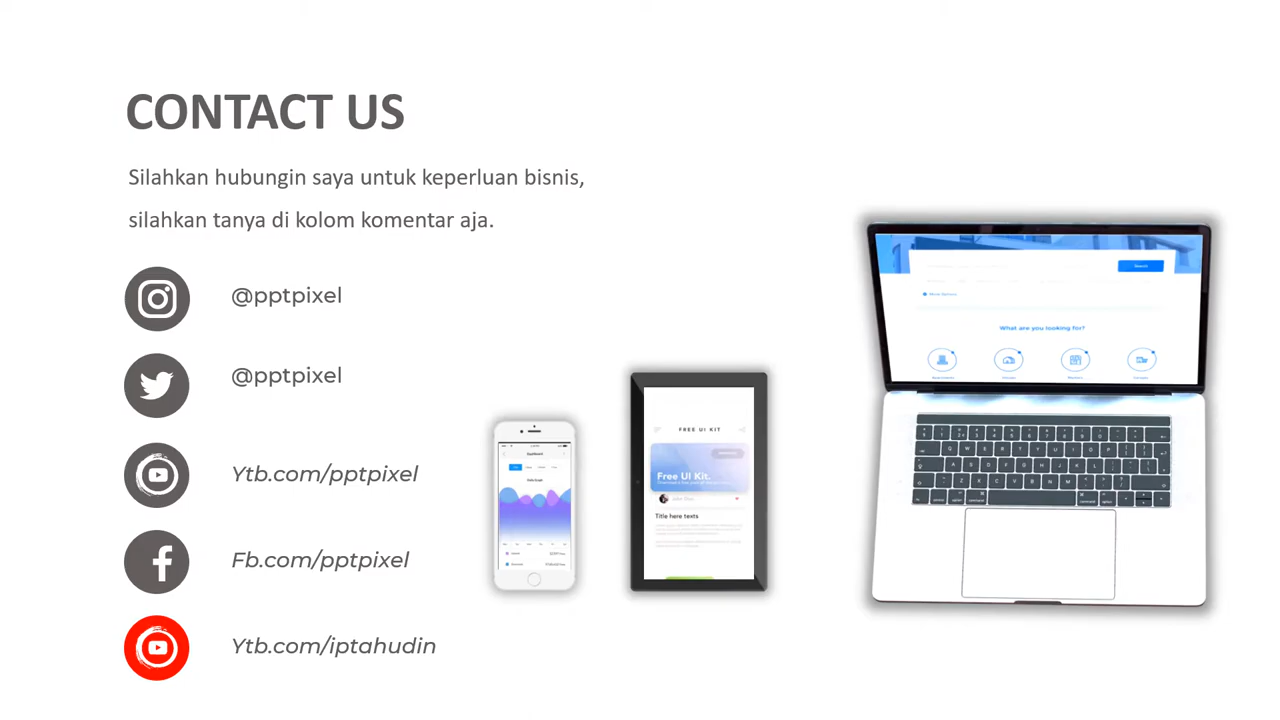 CONTACT US
Silahkan hubungin saya untuk keperluan bisnis,
silahkan tanya di kolom komentar aja.
@pptpixel
@pptpixel
Ytb.com/pptpixel
Fb.com/pptpixel
Ytb.com/iptahudin
Dashboard
FREE UI KIT
Free UI Kit.
Title here texts
Search
What are you looking for?